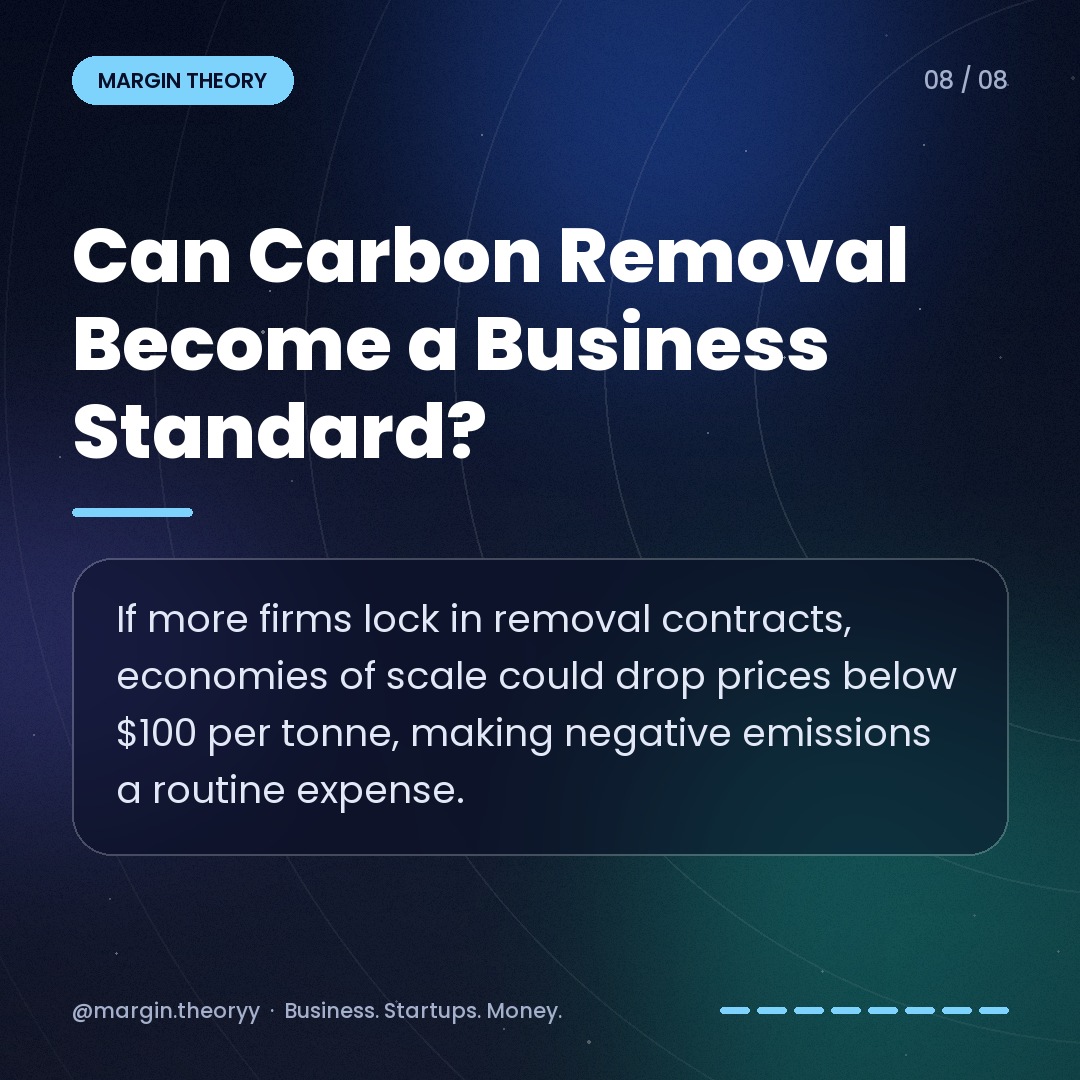 MARGIN THEORY
08 / 08
Can Carbon Removal
Become a Business
Standard?
If more firms lock in removal contracts,
economies of scale could drop prices below
$100 per tonne, making negative emissions
a routine expense.
@margin.theoryy · Business. Startups. Money.